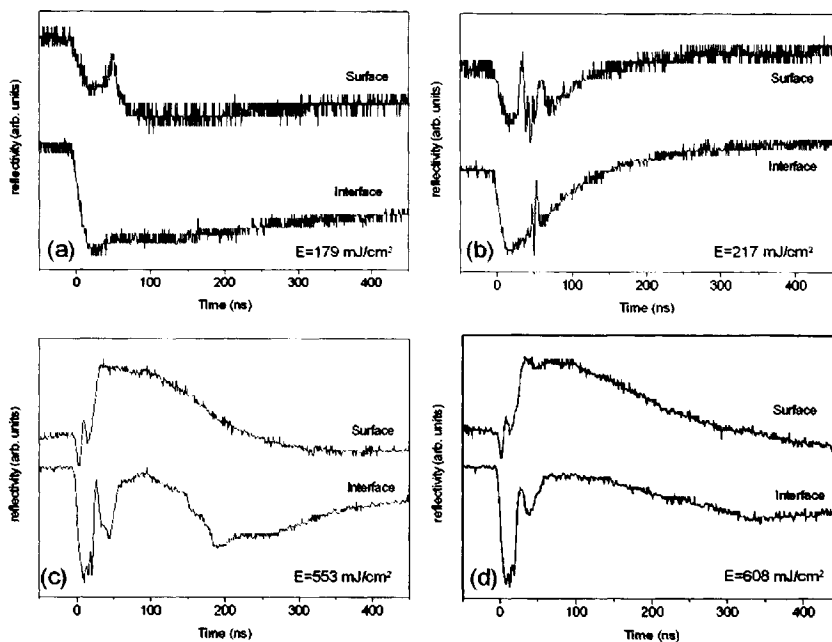 (a)
reflectivity (arb. units)
Surface
Interface
E=179 mJ/cm²
0 100 200 300 400
Time (ns)
(b)
reflectivity (arb. units)
Surface
Interface
E=217 mJ/cm²
0 100 200 300 400
Time (ns)
(c)
reflectivity (arb. units)
Surface
Interface
E=553 mJ/cm²
0 100 200 300 400
Time (ns)
(d)
reflectivity (arb. units)
Surface
Interface
E=608 mJ/cm²
0 100 200 300 400
Time (ns)